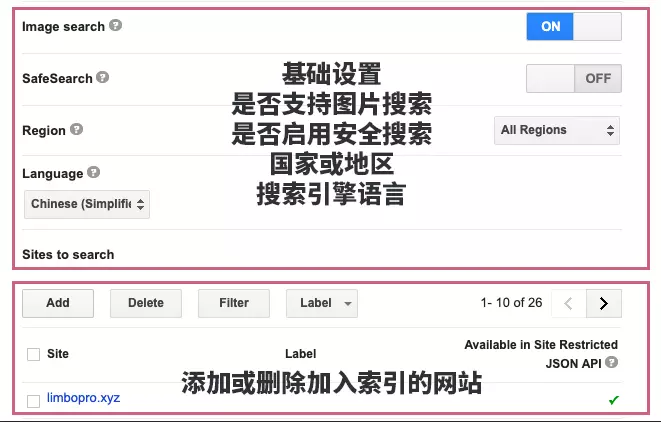 Image search
ON
SafeSearch
OFF
基础设置
是否支持图片搜索
是否启用安全搜索
国家或地区
搜索引擎语言
Region
All Regions
Language
Chinese (Simplifi
Sites to search
Add Delete Filter Label 1- 10 of 26
Site Label Available in Site Restricted
JSON API
添加或删除加入索引的网站
limbopro.xyz